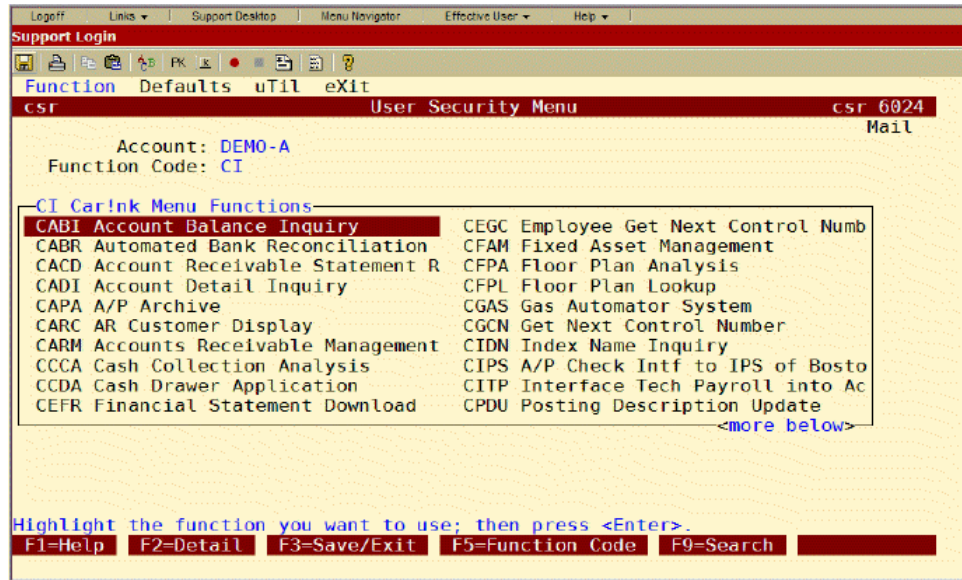 Logoff Links Support Desktop Menu Navigator Effective User Help
Support Login
PK
Function Defaults uTil eXit
csr User Security Menu csr 6024
Mail
Account: DEMO-A
Function Code: CI
CI Car!nk Menu Functions
CABI Account Balance Inquiry CEGC Employee Get Next Control Numb
CABR Automated Bank Reconciliation CFAM Fixed Asset Management
CACD Account Receivable Statement R CFPA Floor Plan Analysis
CADI Account Detail Inquiry CFPL Floor Plan Lookup
CAPA A/P Archive CGAS Gas Automator System
CARC AR Customer Display CGCN Get Next Control Number
CARM Accounts Receivable Management CIDN Index Name Inquiry
CCCA Cash Collection Analysis CIPS A/P Check Intf to IPS of Bosto
CCDA Cash Drawer Application CITP Interface Tech Payroll into Ac
CEFR Financial Statement Download CPDU Posting Description Update
<more below>
Highlight the function you want to use; then press <Enter>.
F1=Help F2=Detail F3=Save/Exit F5=Function Code F9=Search